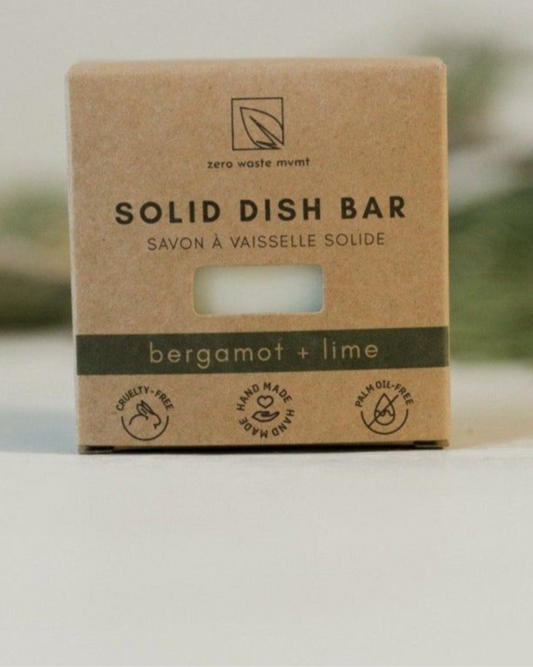 zero waste mvmt
SOLID DISH BAR
SAVON À VAISSELLE SOLIDE
bergamot + lime
CRUELTY-FREE
HAND MADE HAND MADE
PALM OIL-FREE